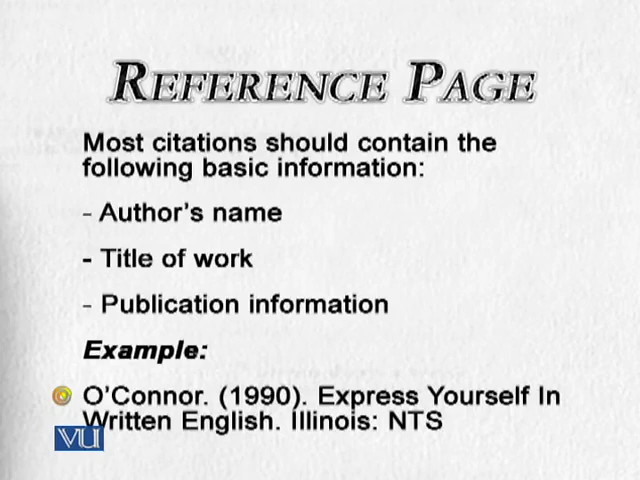 REFERENCE PAGE
Most citations should contain the
following basic information:
- Author's name
- Title of work
- Publication information
Example:
O'Connor. (1990). Express Yourself In
Written English. Illinois: NTS
VU